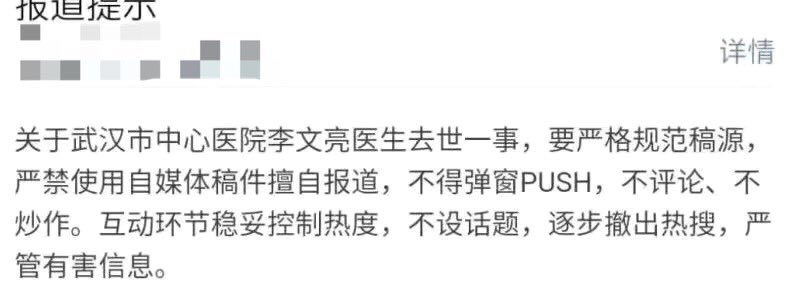 报道提示
详情
关于武汉市中心医院李文亮医生去世一事，要严格规范稿源，
严禁使用自媒体稿件擅自报道，不得弹窗PUSH，不评论、不
炒作。互动环节稳妥控制热度，不设话题，逐步撤出热搜，严
管有害信息。